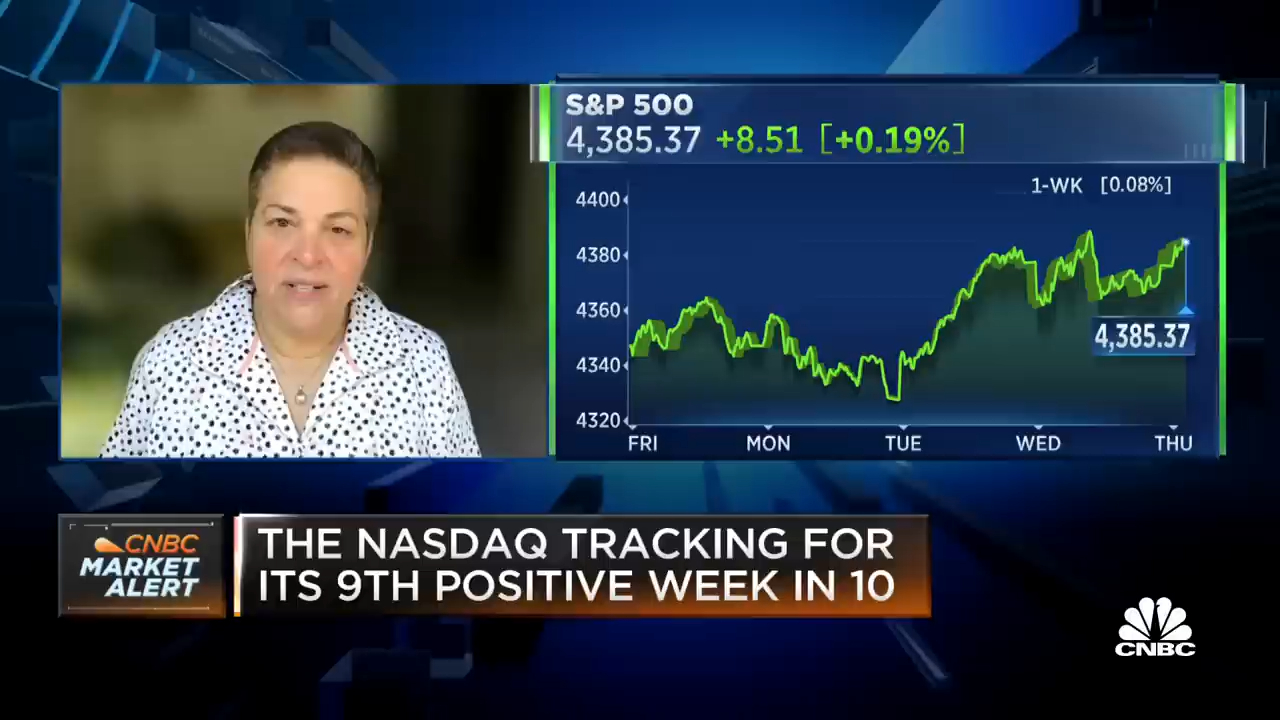 S&P 500
4,385.37 +8.51 [+0.19%]
1-WK [0.08%]
4400
4380
4360
4340
4320
4,385.37
FRI MON TUE WED THU
CNBC
MARKET
ALERT
THE NASDAQ TRACKING FOR
ITS 9TH POSITIVE WEEK IN 10
CNBC